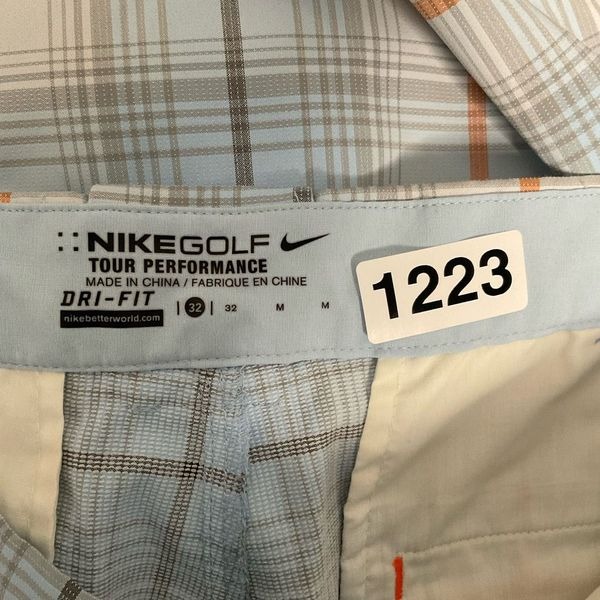 NIKEGOLF
TOUR PERFORMANCE
MADE IN CHINA / FABRIQUE EN CHINE
DRI-FIT
nikebetterworld.com
| 32 | 32 M M
1223